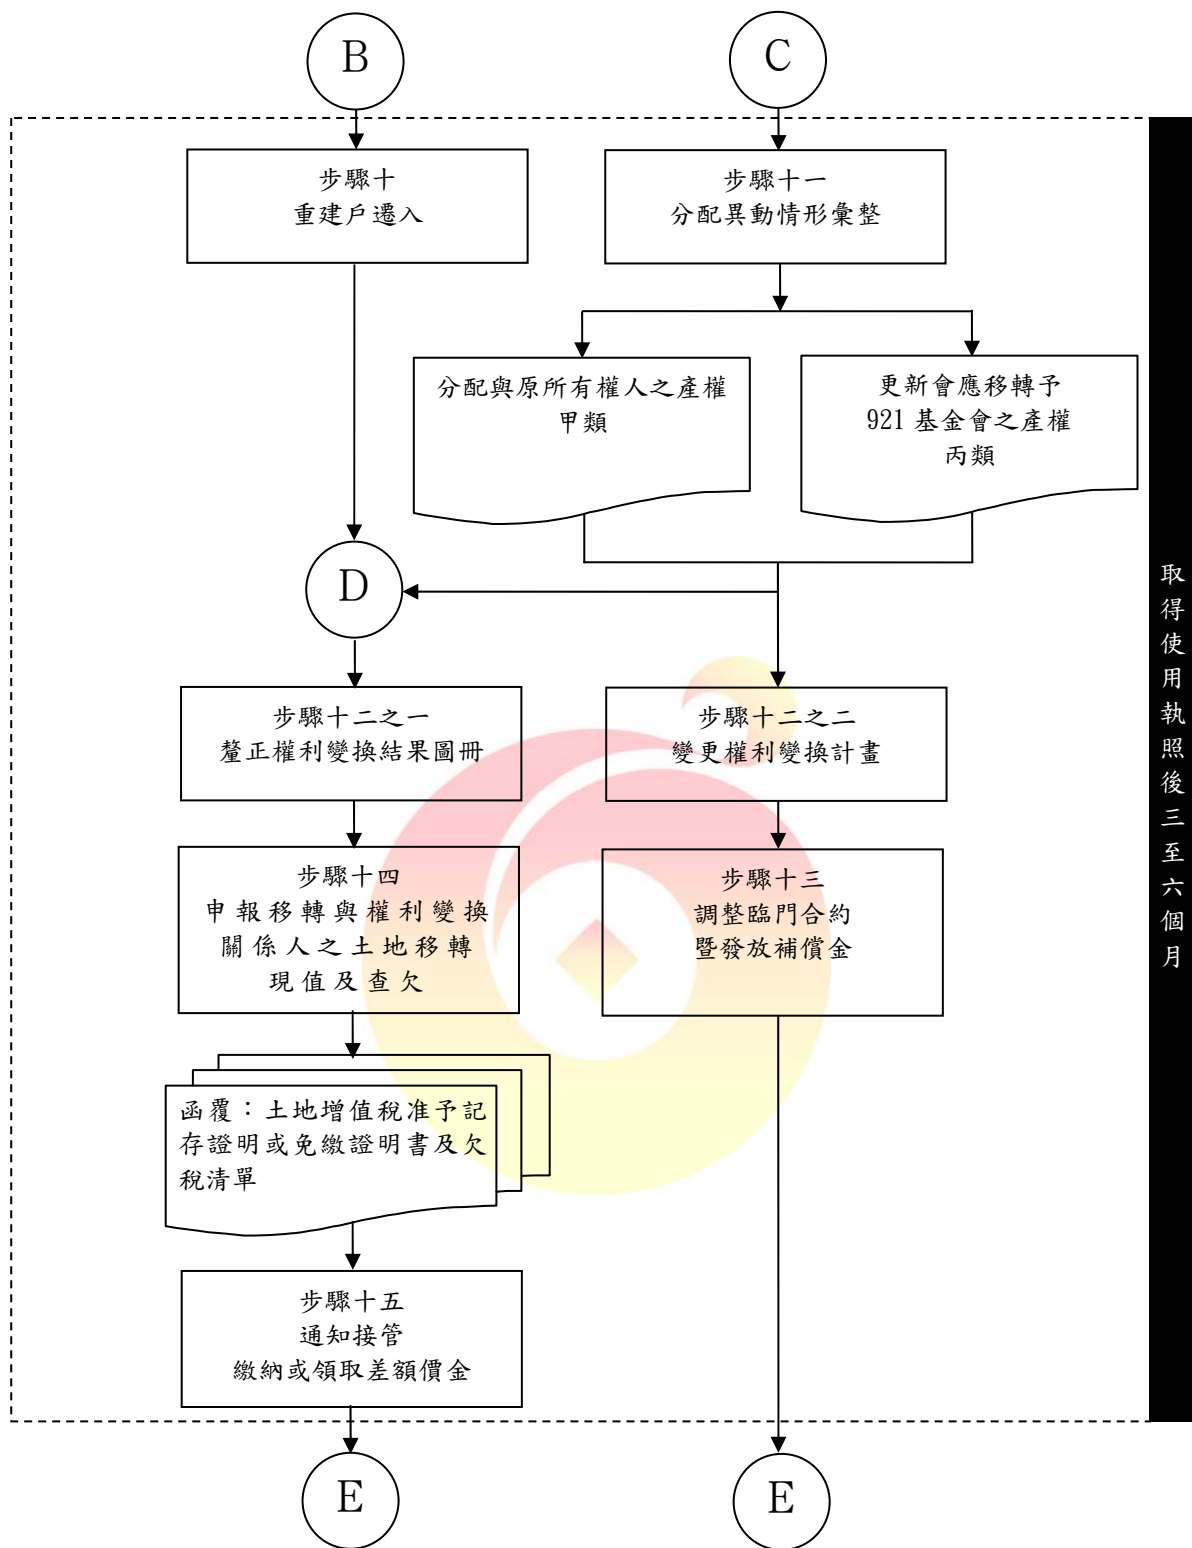 B
C
步驟十
重建戶遷入
步驟十一
分配異動情形彙整
分配與原所有權人之產權
甲類
更新會應移轉予
921 基金會之產權
丙類
D
步驟十二之一
釐正權利變換結果圖冊
步驟十二之二
變更權利變換計畫
步驟十四
申報移轉與權利變換
關係人之土地移轉
現值及查欠
步驟十三
調整臨門合約
暨發放補償金
函覆：土地增值稅准予記
存證明或免繳證明書及欠
稅清單
步驟十五
通知接管
繳納或領取差額價金
E
E
取得使用執照後三至六個月